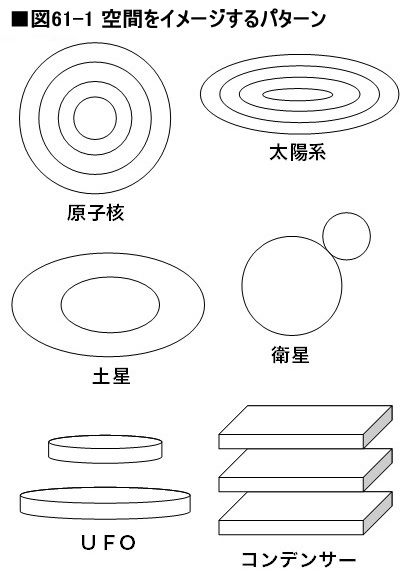 ■図61-1 空間をイメージするパターン
原子核
太陽系
土星
衛星
ＵＦＯ
コンデンサー